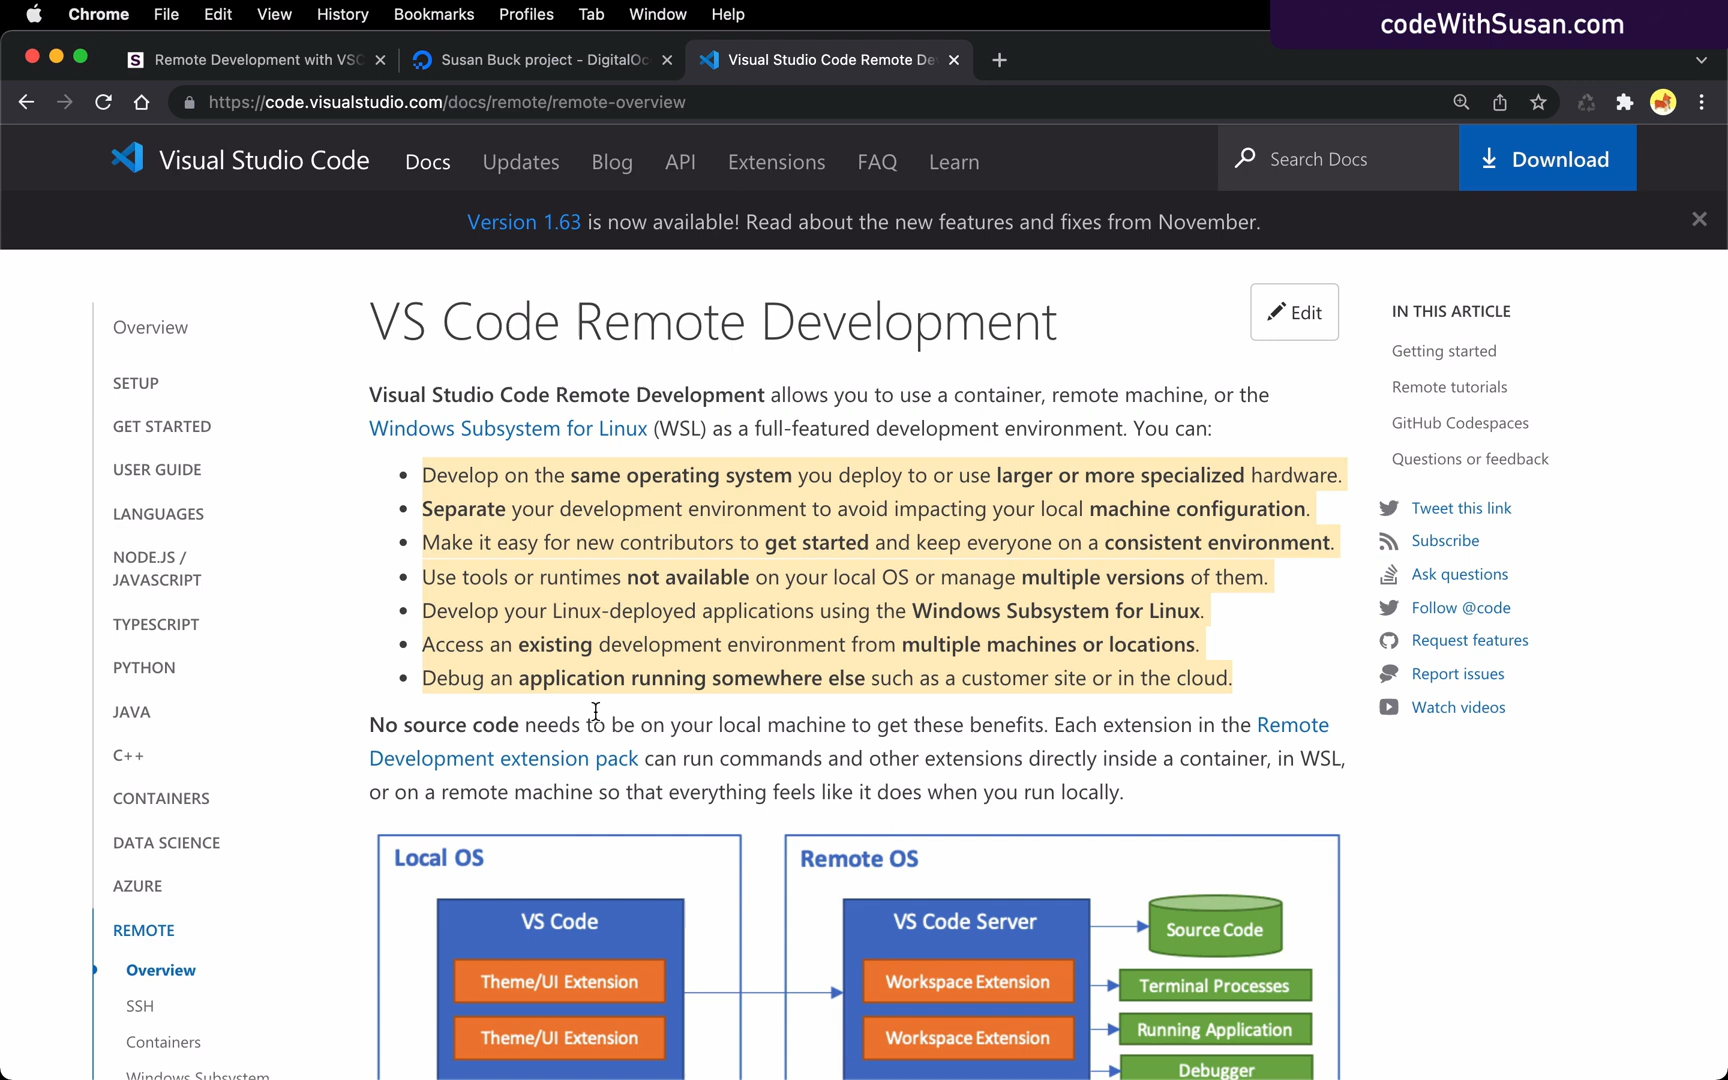 Chrome File Edit View History Bookmarks Profiles Tab Window Help
codeWithSusan.com
Remote Development with VSC
Susan Buck project - DigitalOc
Visual Studio Code Remote De
https://code.visualstudio.com/docs/remote/remote-overview
Visual Studio Code
Docs Updates Blog API Extensions FAQ Learn
Search Docs
Download
Version 1.63 is now available! Read about the new features and fixes from November.
Overview
SETUP
GET STARTED
USER GUIDE
LANGUAGES
NODE.JS /
JAVASCRIPT
TYPESCRIPT
PYTHON
JAVA
C++
CONTAINERS
DATA SCIENCE
AZURE
REMOTE
Overview
SSH
Containers
Windows Subsystem
VS Code Remote Development
Edit
Visual Studio Code Remote Development allows you to use a container, remote machine, or the
Windows Subsystem for Linux (WSL) as a full-featured development environment. You can:
• Develop on the same operating system you deploy to or use larger or more specialized hardware.
• Separate your development environment to avoid impacting your local machine configuration.
• Make it easy for new contributors to get started and keep everyone on a consistent environment.
• Use tools or runtimes not available on your local OS or manage multiple versions of them.
• Develop your Linux-deployed applications using the Windows Subsystem for Linux.
• Access an existing development environment from multiple machines or locations.
• Debug an application running somewhere else such as a customer site or in the cloud.
No source code needs to be on your local machine to get these benefits. Each extension in the Remote
Development extension pack can run commands and other extensions directly inside a container, in WSL,
or on a remote machine so that everything feels like it does when you run locally.
Local OS
VS Code
Theme/UI Extension
Theme/UI Extension
Remote OS
VS Code Server
Workspace Extension
Workspace Extension
Source Code
Terminal Processes
Running Application
Debugger
IN THIS ARTICLE
Getting started
Remote tutorials
GitHub Codespaces
Questions or feedback
Tweet this link
Subscribe
Ask questions
Follow @code
Request features
Report issues
Watch videos